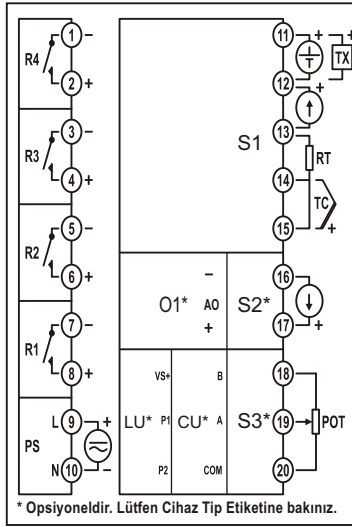 1 − 11 + TX +
R4
2 + 12
+
3 − 13
R3 S1 RT
4 + 14
TC
5 − 15 +
R2
6 + − 16
O1* AO S2*
7 − + 17 +
R1
8 + VS+ B 18
L 9 + LU* P1 CU* A S3* 19 POT
PS
N 10 − P2 COM 20
* Opsiyoneldir. Lütfen Cihaz Tip Etiketine bakınız.